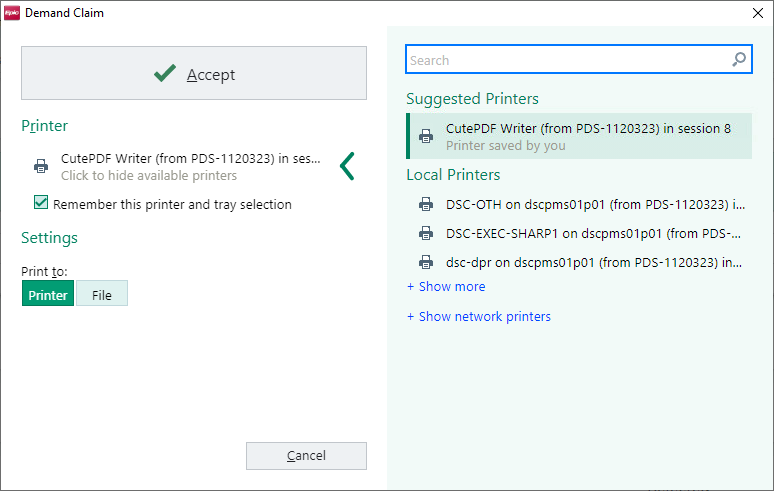 Epic Demand Claim
Accept
Printer
CutePDF Writer (from PDS-1120323) in ses...
Click to hide available printers
Remember this printer and tray selection
Settings
Print to:
Printer File
Cancel
Search
Suggested Printers
CutePDF Writer (from PDS-1120323) in session 8
Printer saved by you
Local Printers
DSC-OTH on dscpms01p01 (from PDS-1120323) i...
DSC-EXEC-SHARP1 on dscpms01p01 (from PDS-...
dsc-dpr on dscpms01p01 (from PDS-1120323) in...
+ Show more
+ Show network printers